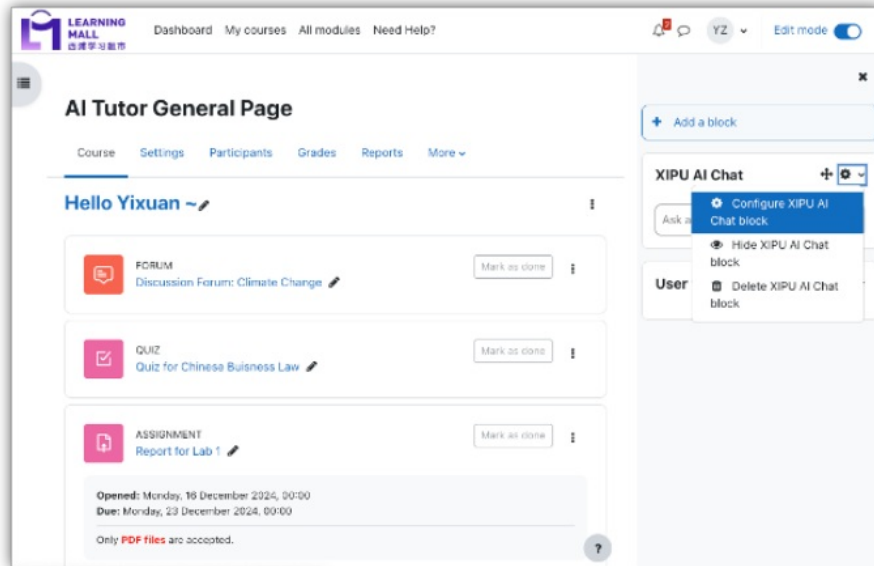 LEARNING
MALL
西浦学习超市
Dashboard My courses All modules Need Help?
YZ
Edit mode
AI Tutor General Page
Course Settings Participants Grades Reports More
Hello Yixuan ~
FORUM
Discussion Forum: Climate Change
Mark as done
QUIZ
Quiz for Chinese Buisness Law
Mark as done
ASSIGNMENT
Report for Lab 1
Mark as done
Opened: Monday, 16 December 2024, 00:00
Due: Monday, 23 December 2024, 00:00
Only PDF files are accepted.
?
+ Add a block
XIPU AI Chat
Ask a
Configure XIPU AI
Chat block
Hide XIPU AI Chat
block
Delete XIPU AI Chat
block
User